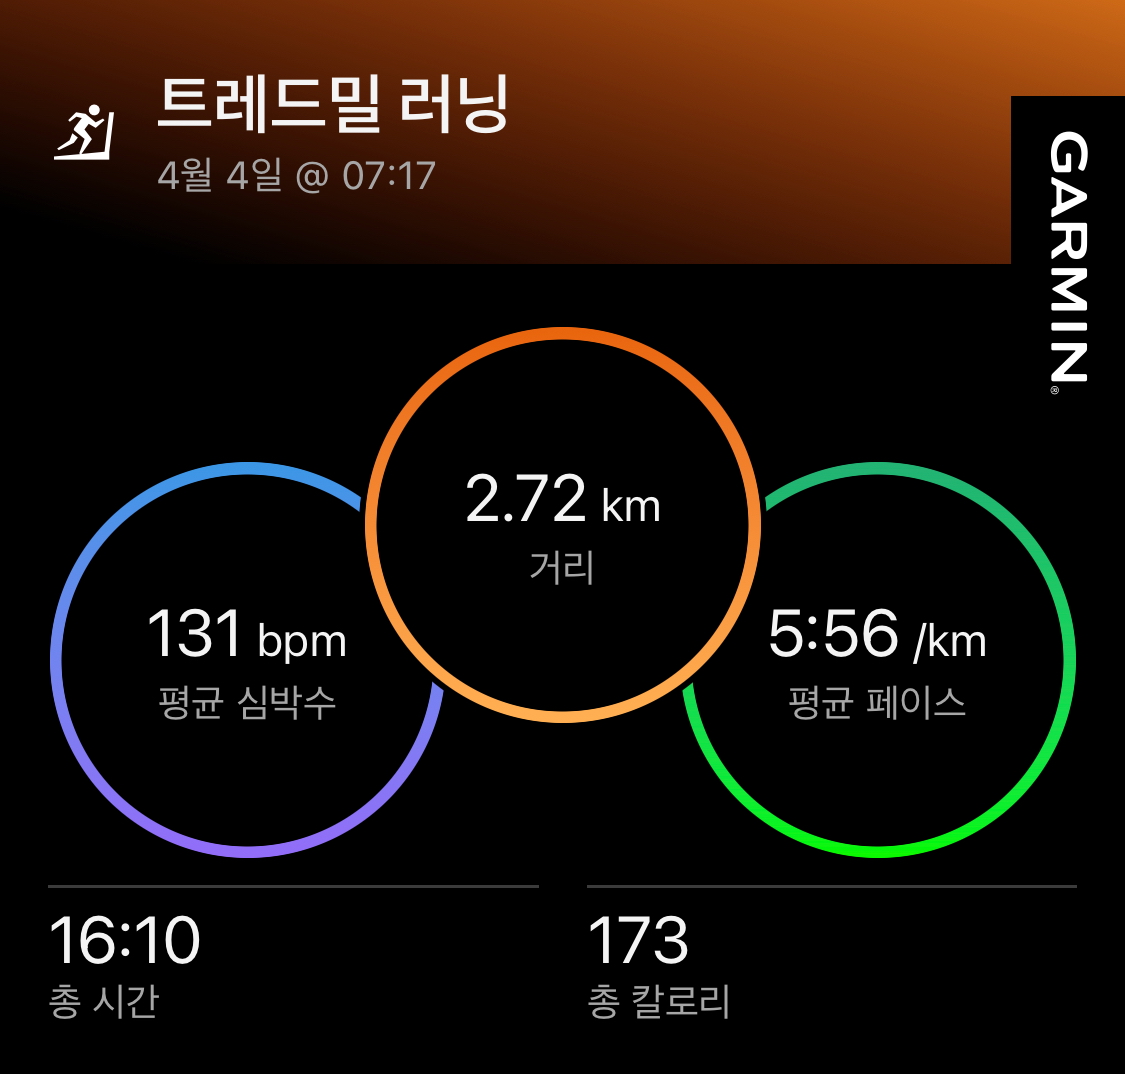 트레드밀 러닝
4월 4일 @ 07:17
GARMIN®
2.72 km
거리
131 bpm
평균 심박수
5:56 /km
평균 페이스
16:10
총 시간
173
총 칼로리